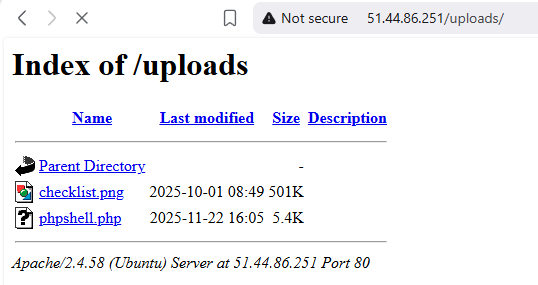 Not secure 51.44.86.251/uploads/
Index of /uploads
Name Last modified Size Description
Parent Directory -
checklist.png 2025-10-01 08:49 501K
phpshell.php 2025-11-22 16:05 5.4K
Apache/2.4.58 (Ubuntu) Server at 51.44.86.251 Port 80